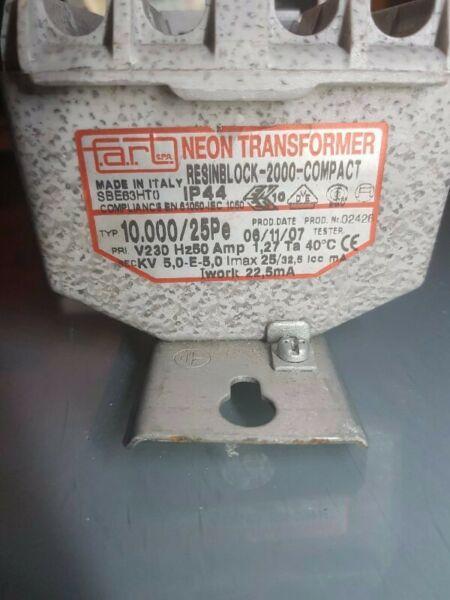 f.a.r.t. S.P.A. NEON TRANSFORMER
RESINBLOCK-2000-COMPACT
MADE IN ITALY IP44 10
SBE63HT0
COMPLIANCE EN 61050-IEC 1050
PROD.DATE PROD. Nr.02426
TYP 10.000/25Pe 06/11/07 TESTER
PRI V230 Hz50 Amp 1,27 Ta 40°C CE
SEC KV 5,0-E-5,0 Imax 25/32,5 Icc mA
Iwork 22,5mA